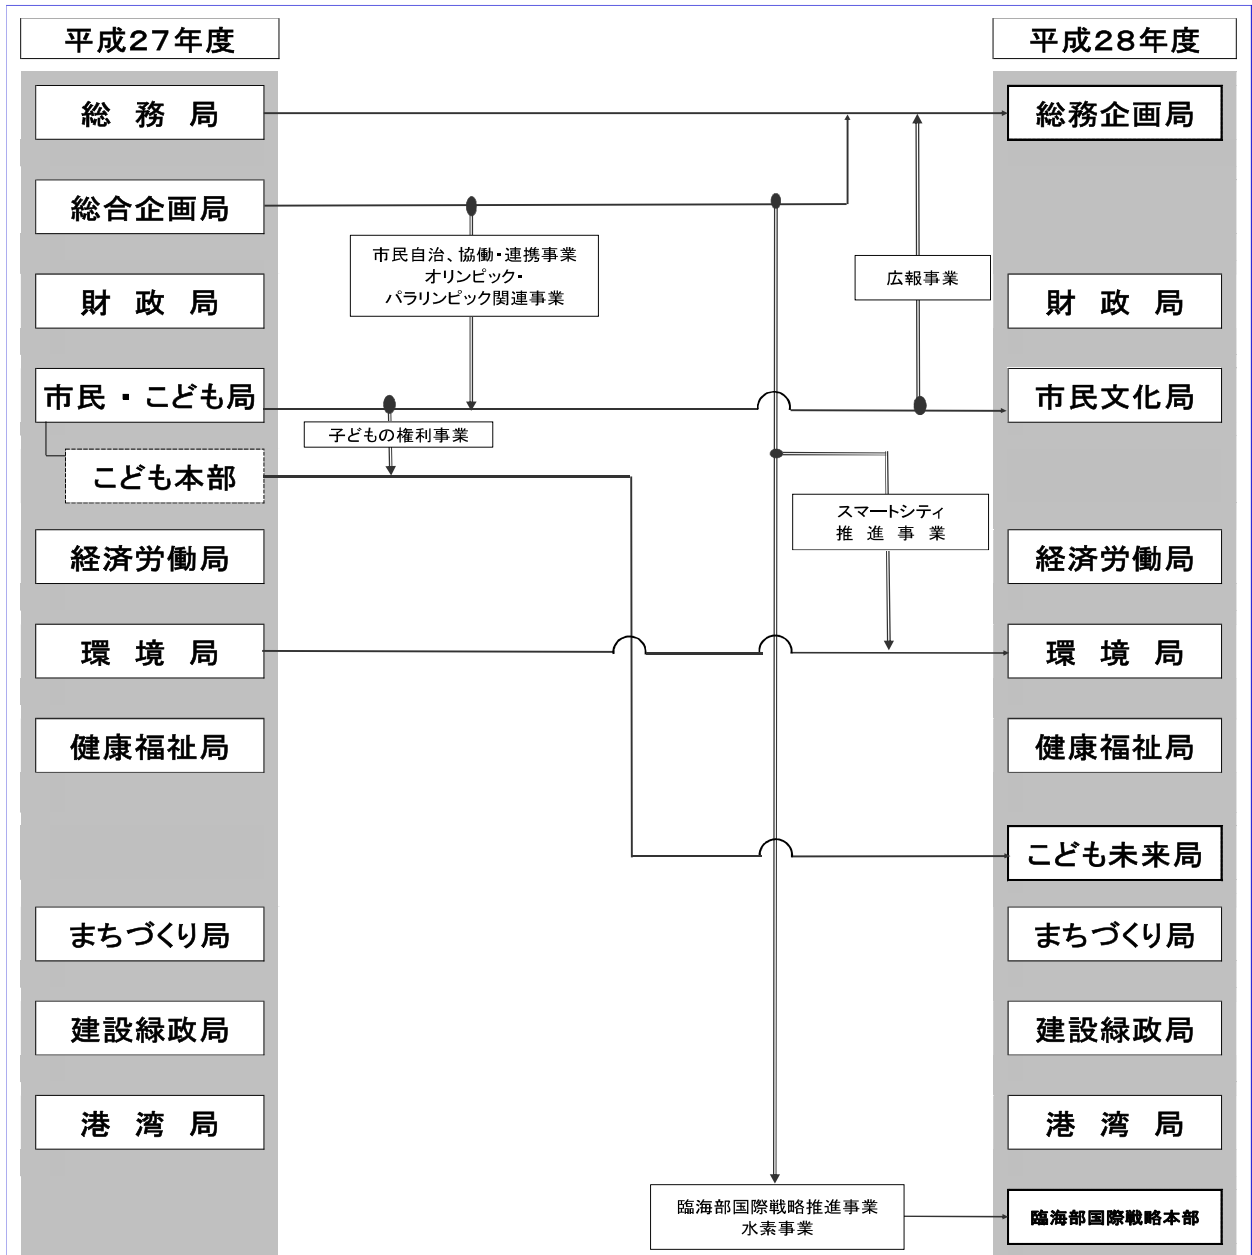 平成27年度
平成28年度
総 務 局
総務企画局
総合企画局
市民自治、協働・連携事業
オリンピック・
パラリンピック関連事業
広報事業
財 政 局
財 政 局
市民・こども局
市民文化局
子どもの権利事業
こども本部
スマートシティ
推 進 事 業
経済労働局
経済労働局
環 境 局
環 境 局
健康福祉局
健康福祉局
こども未来局
まちづくり局
まちづくり局
建設緑政局
建設緑政局
港 湾 局
港 湾 局
臨海部国際戦略推進事業
水素事業
臨海部国際戦略本部